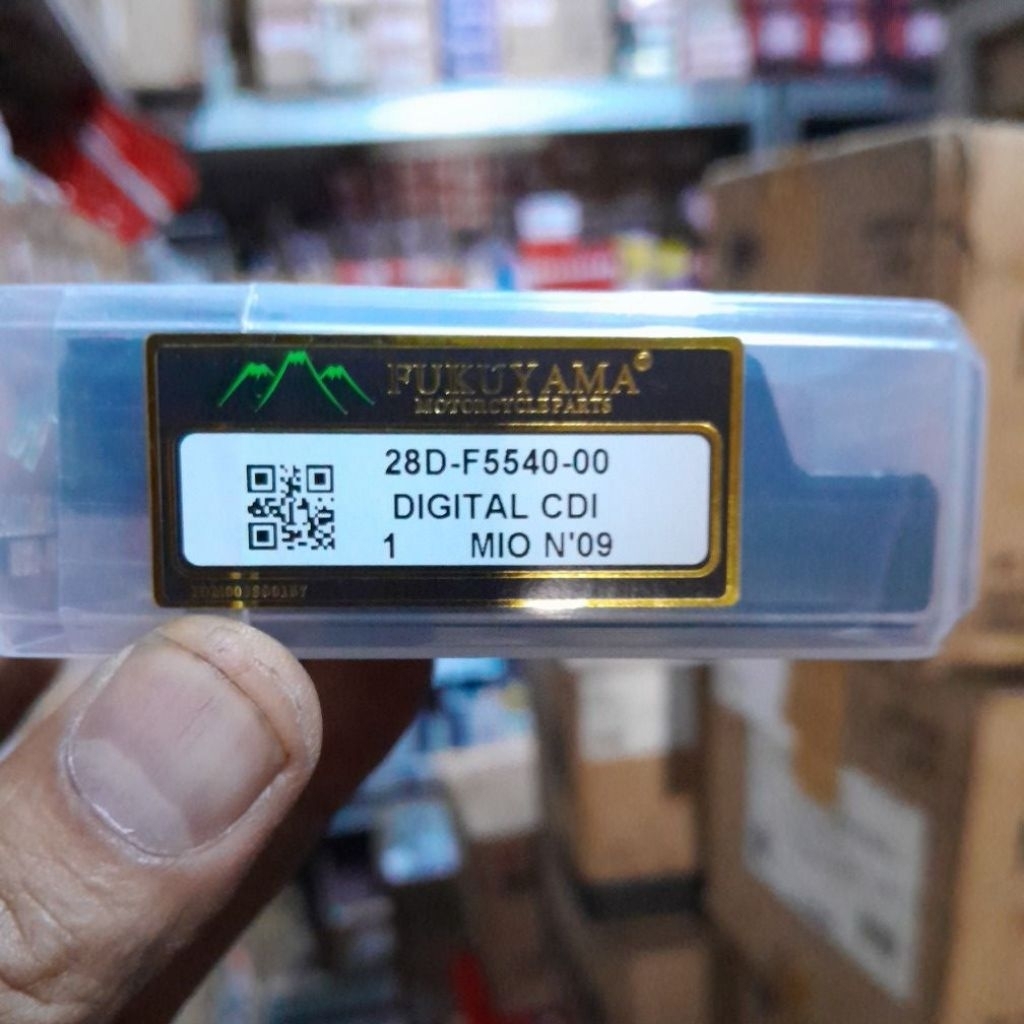 FUKUYAMA
MOTORCYCLEPARTS
28D-F5540-00
DIGITAL CDI
1 MIO N'09